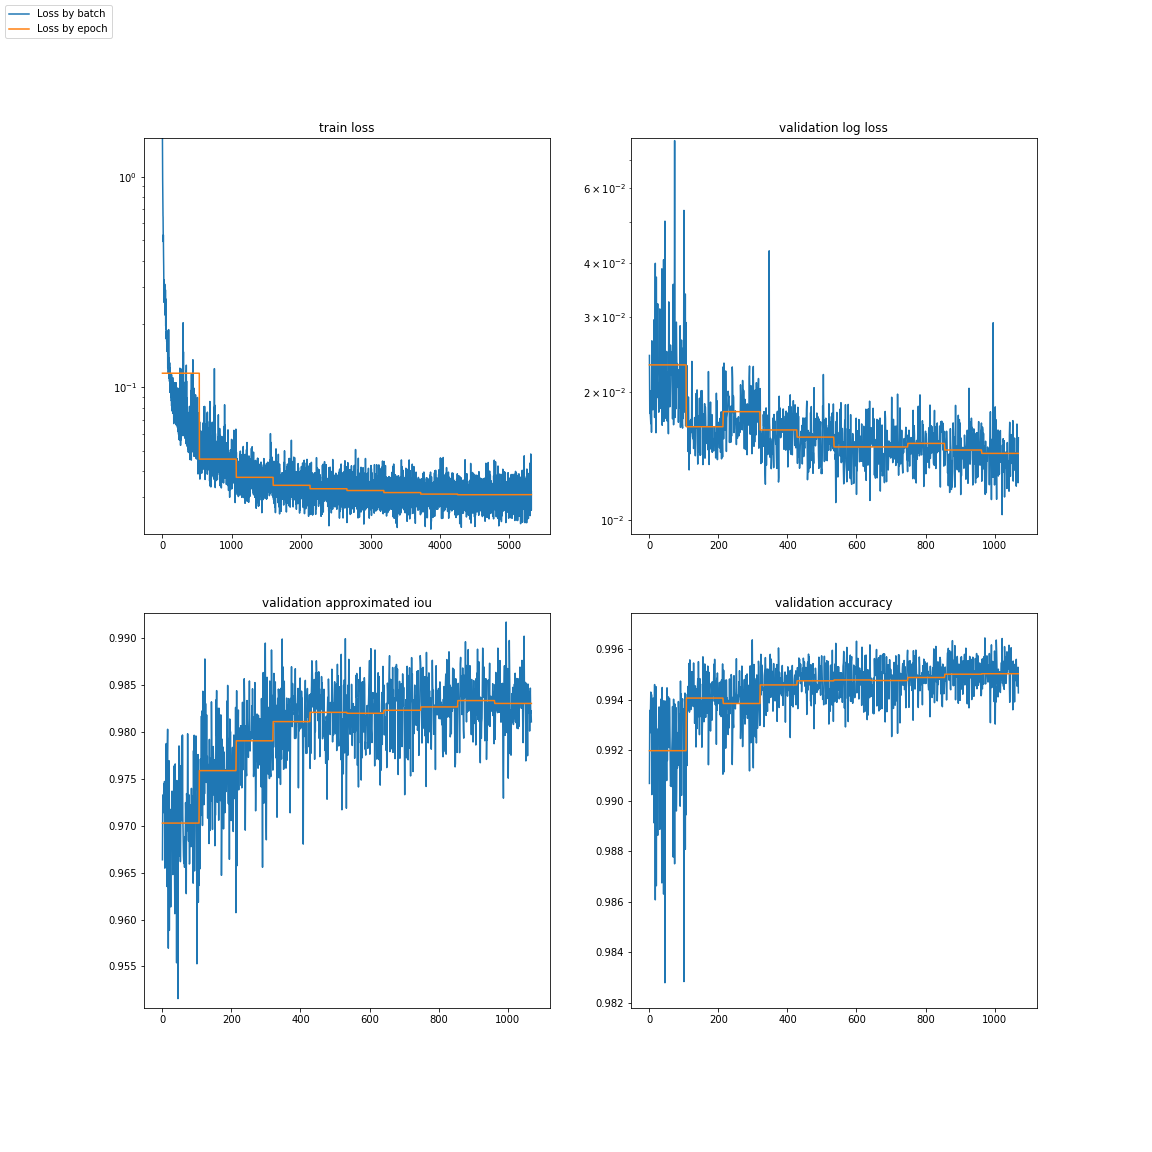 Loss by batch
Loss by epoch
train loss
10⁰
10⁻¹
0 1000 2000 3000 4000 5000
validation log loss
6 × 10⁻²
4 × 10⁻²
3 × 10⁻²
2 × 10⁻²
10⁻²
0 200 400 600 800 1000
validation approximated iou
0.990
0.985
0.980
0.975
0.970
0.965
0.960
0.955
0 200 400 600 800 1000
validation accuracy
0.996
0.994
0.992
0.990
0.988
0.986
0.984
0.982
0 200 400 600 800 1000